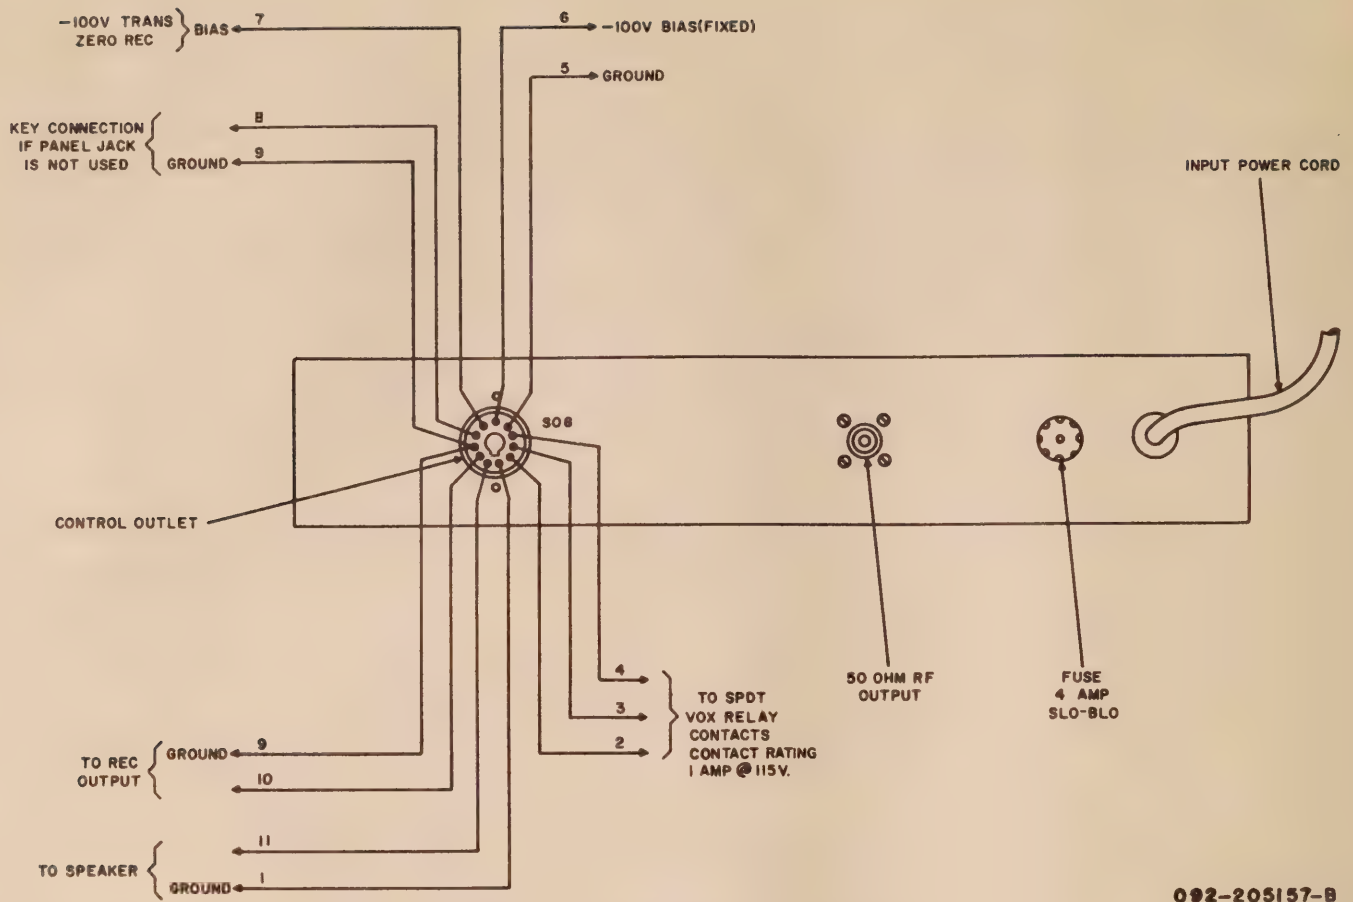 -100V TRANS
ZERO REC
BIAS
7
6
-100V BIAS(FIXED)
5
GROUND
8
KEY CONNECTION
IF PANEL JACK
IS NOT USED
9
GROUND
INPUT POWER CORD
SO8
CONTROL OUTLET
4
3
2
TO SPDT
VOX RELAY
CONTACTS
CONTACT RATING
1 AMP @ 115V.
50 OHM RF
OUTPUT
FUSE
4 AMP
SLO-BLO
TO REC
OUTPUT
GROUND
9
10
TO SPEAKER
11
GROUND
1
092-205157-B